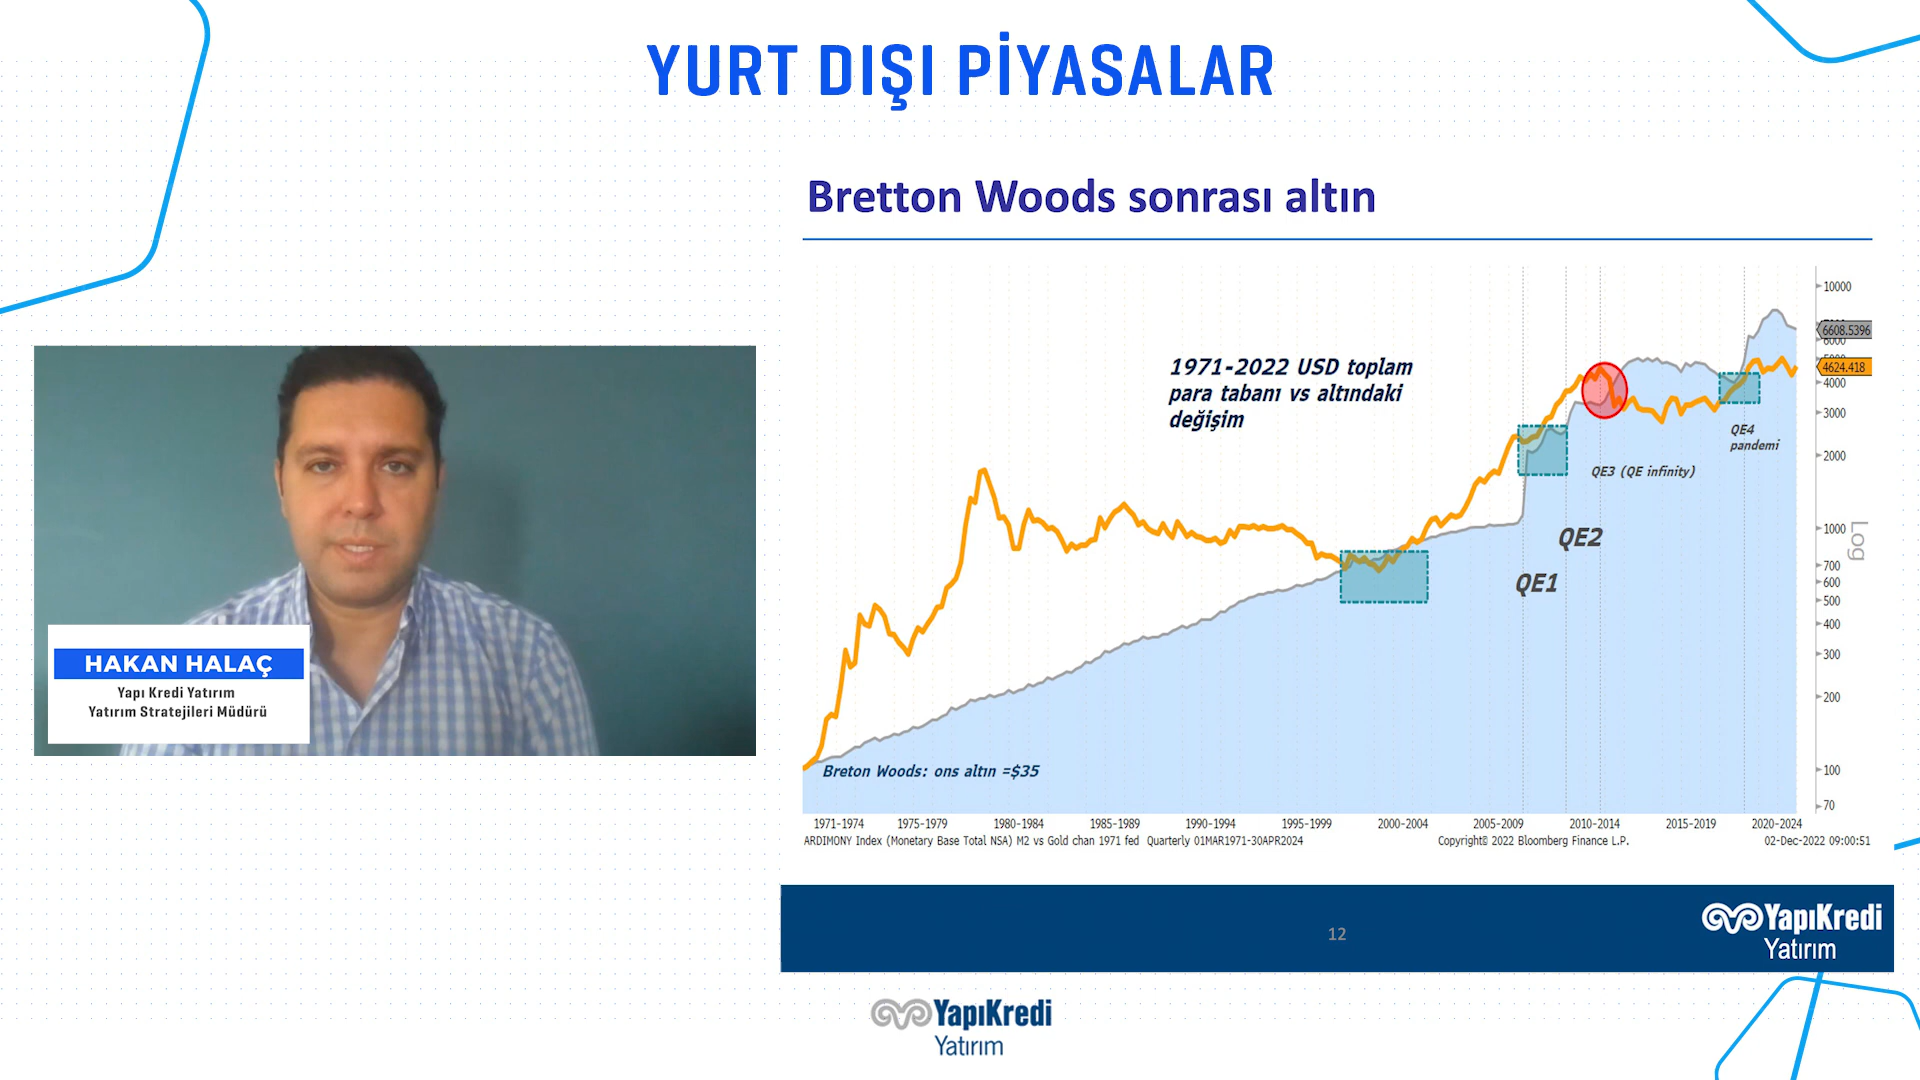 YURT DIŞI PİYASALAR
Bretton Woods sonrası altın
1971-2022 USD toplam
para tabanı vs altındaki
değişim
10000
6608.5396
6000
5000
4624.418
4000
3000
2000
1000
700
600
500
400
300
200
100
70
Log
QE4
pandemi
QE3 (QE infinity)
QE2
QE1
Breton Woods: ons altın =$35
1971-1974 1975-1979 1980-1984 1985-1989 1990-1994 1995-1999 2000-2004 2005-2009 2010-2014 2015-2019 2020-2024
ARDIMONY Index (Monetary Base Total NSA) M2 vs Gold chan 1971 fed Quarterly 01MAR1971-30APR2024 Copyright© 2022 Bloomberg Finance L.P. 02-Dec-2022 09:00:51
HAKAN HALAÇ
Yapı Kredi Yatırım
Yatırım Stratejileri Müdürü
12
YapıKredi
Yatırım
YapıKredi
Yatırım